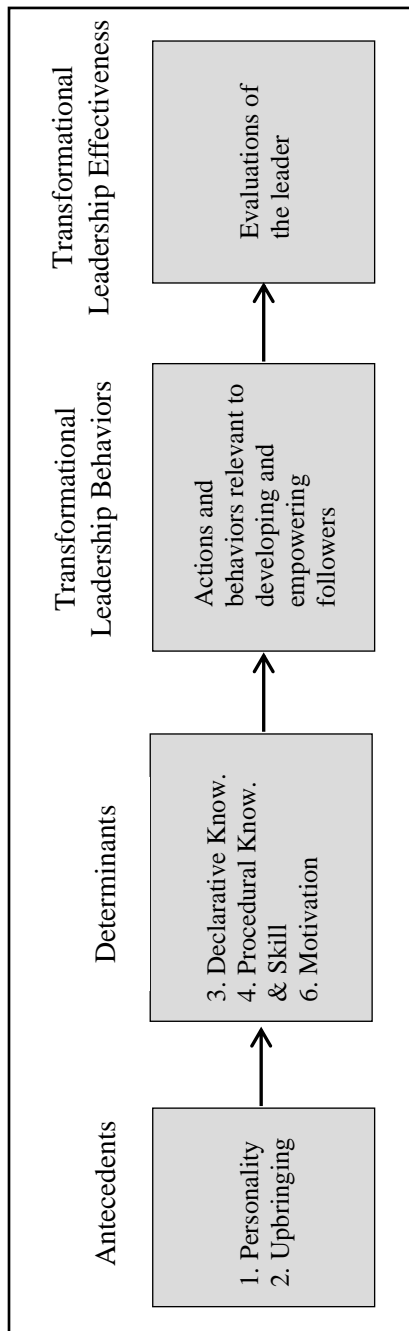 Antecedents
1. Personality
2. Upbringing
Determinants
3. Declarative Know.
4. Procedural Know.
& Skill
6. Motivation
Transformational
Leadership Behaviors
Actions and
behaviors relevant to
developing and
empowering
followers
Transformational
Leadership Effectiveness
Evaluations of
the leader